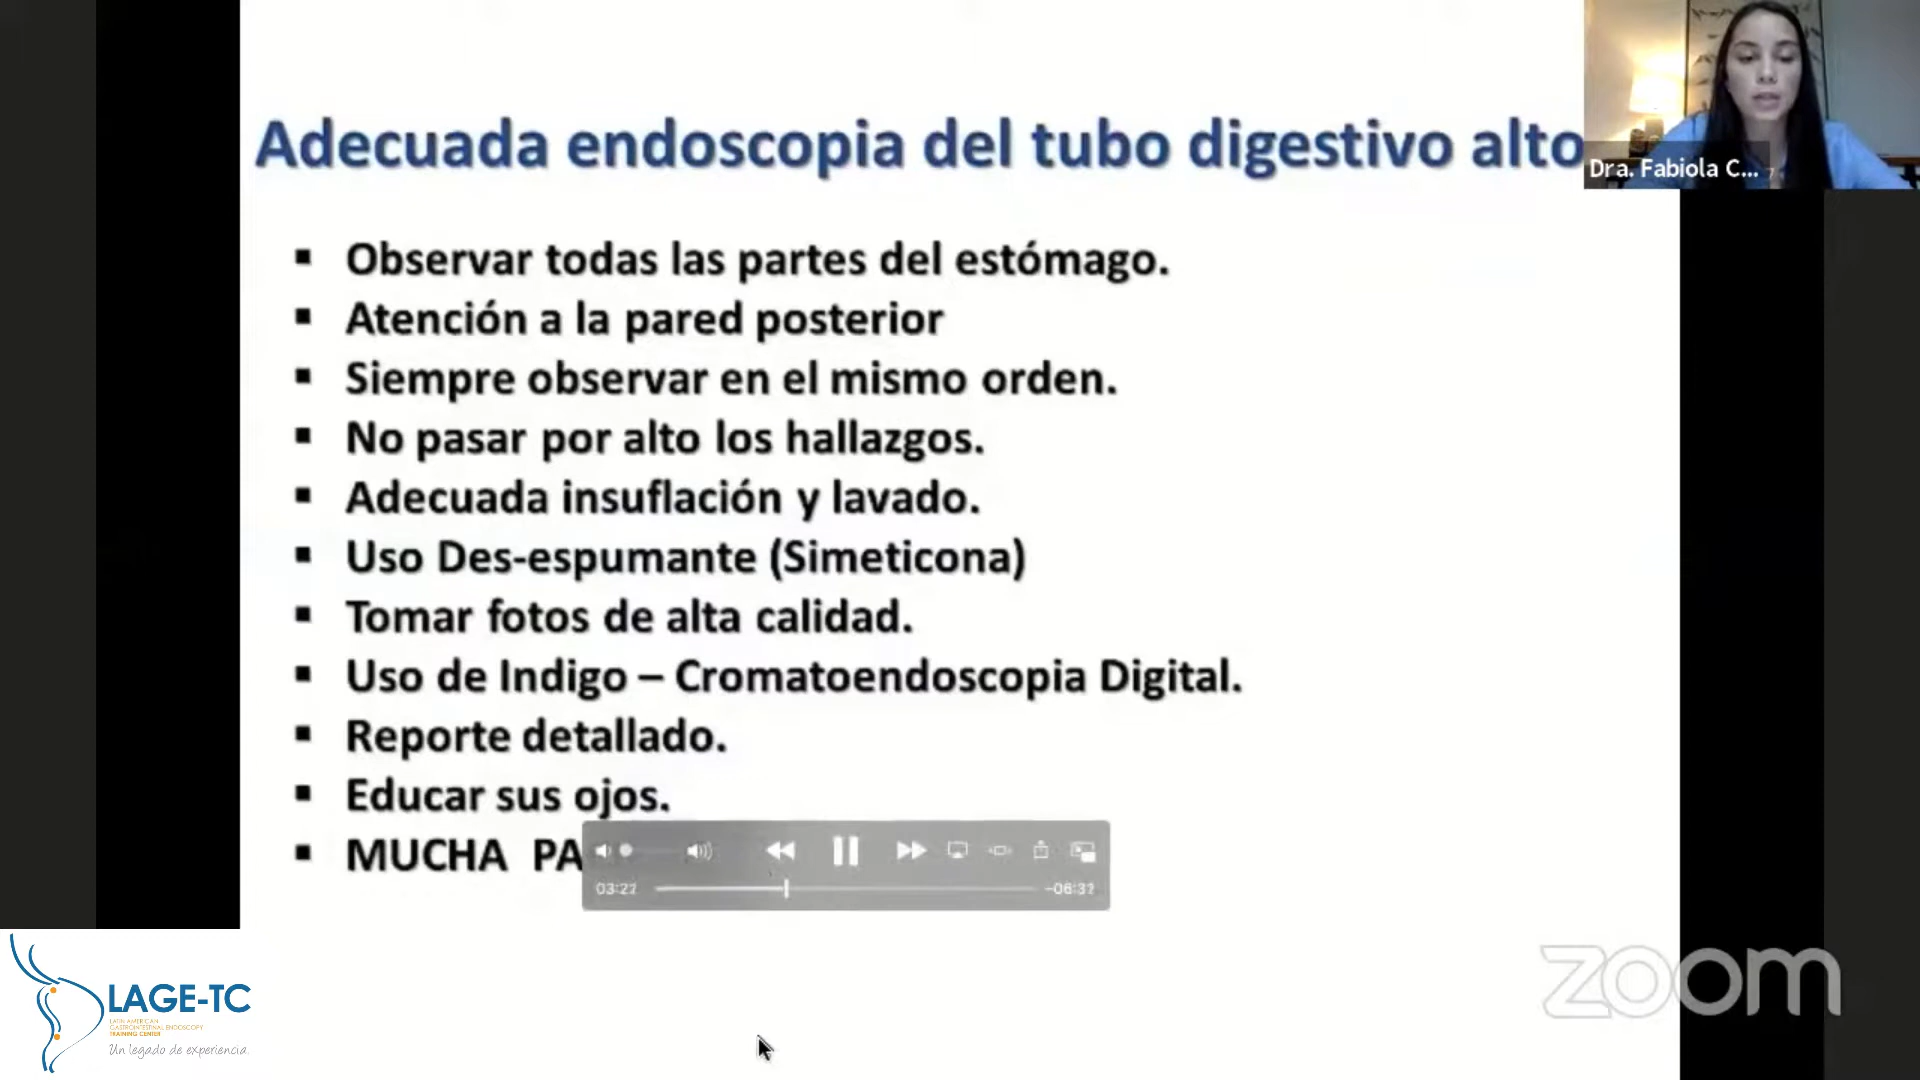 Adecuada endoscopia del tubo digestivo alto
Dra. Fabiola C...
▪ Observar todas las partes del estómago.
▪ Atención a la pared posterior
▪ Siempre observar en el mismo orden.
▪ No pasar por alto los hallazgos.
▪ Adecuada insuflación y lavado.
▪ Uso Des-espumante (Simeticona)
▪ Tomar fotos de alta calidad.
▪ Uso de Indigo – Cromatoendoscopia Digital.
▪ Reporte detallado.
▪ Educar sus ojos.
▪ MUCHA PA
03:27 -06:37
LAGE-TC
LATIN AMERICAN
GASTROINTESTINAL ENDOSCOPY
TRAINING CENTER
Un legado de experiencia.
zoom